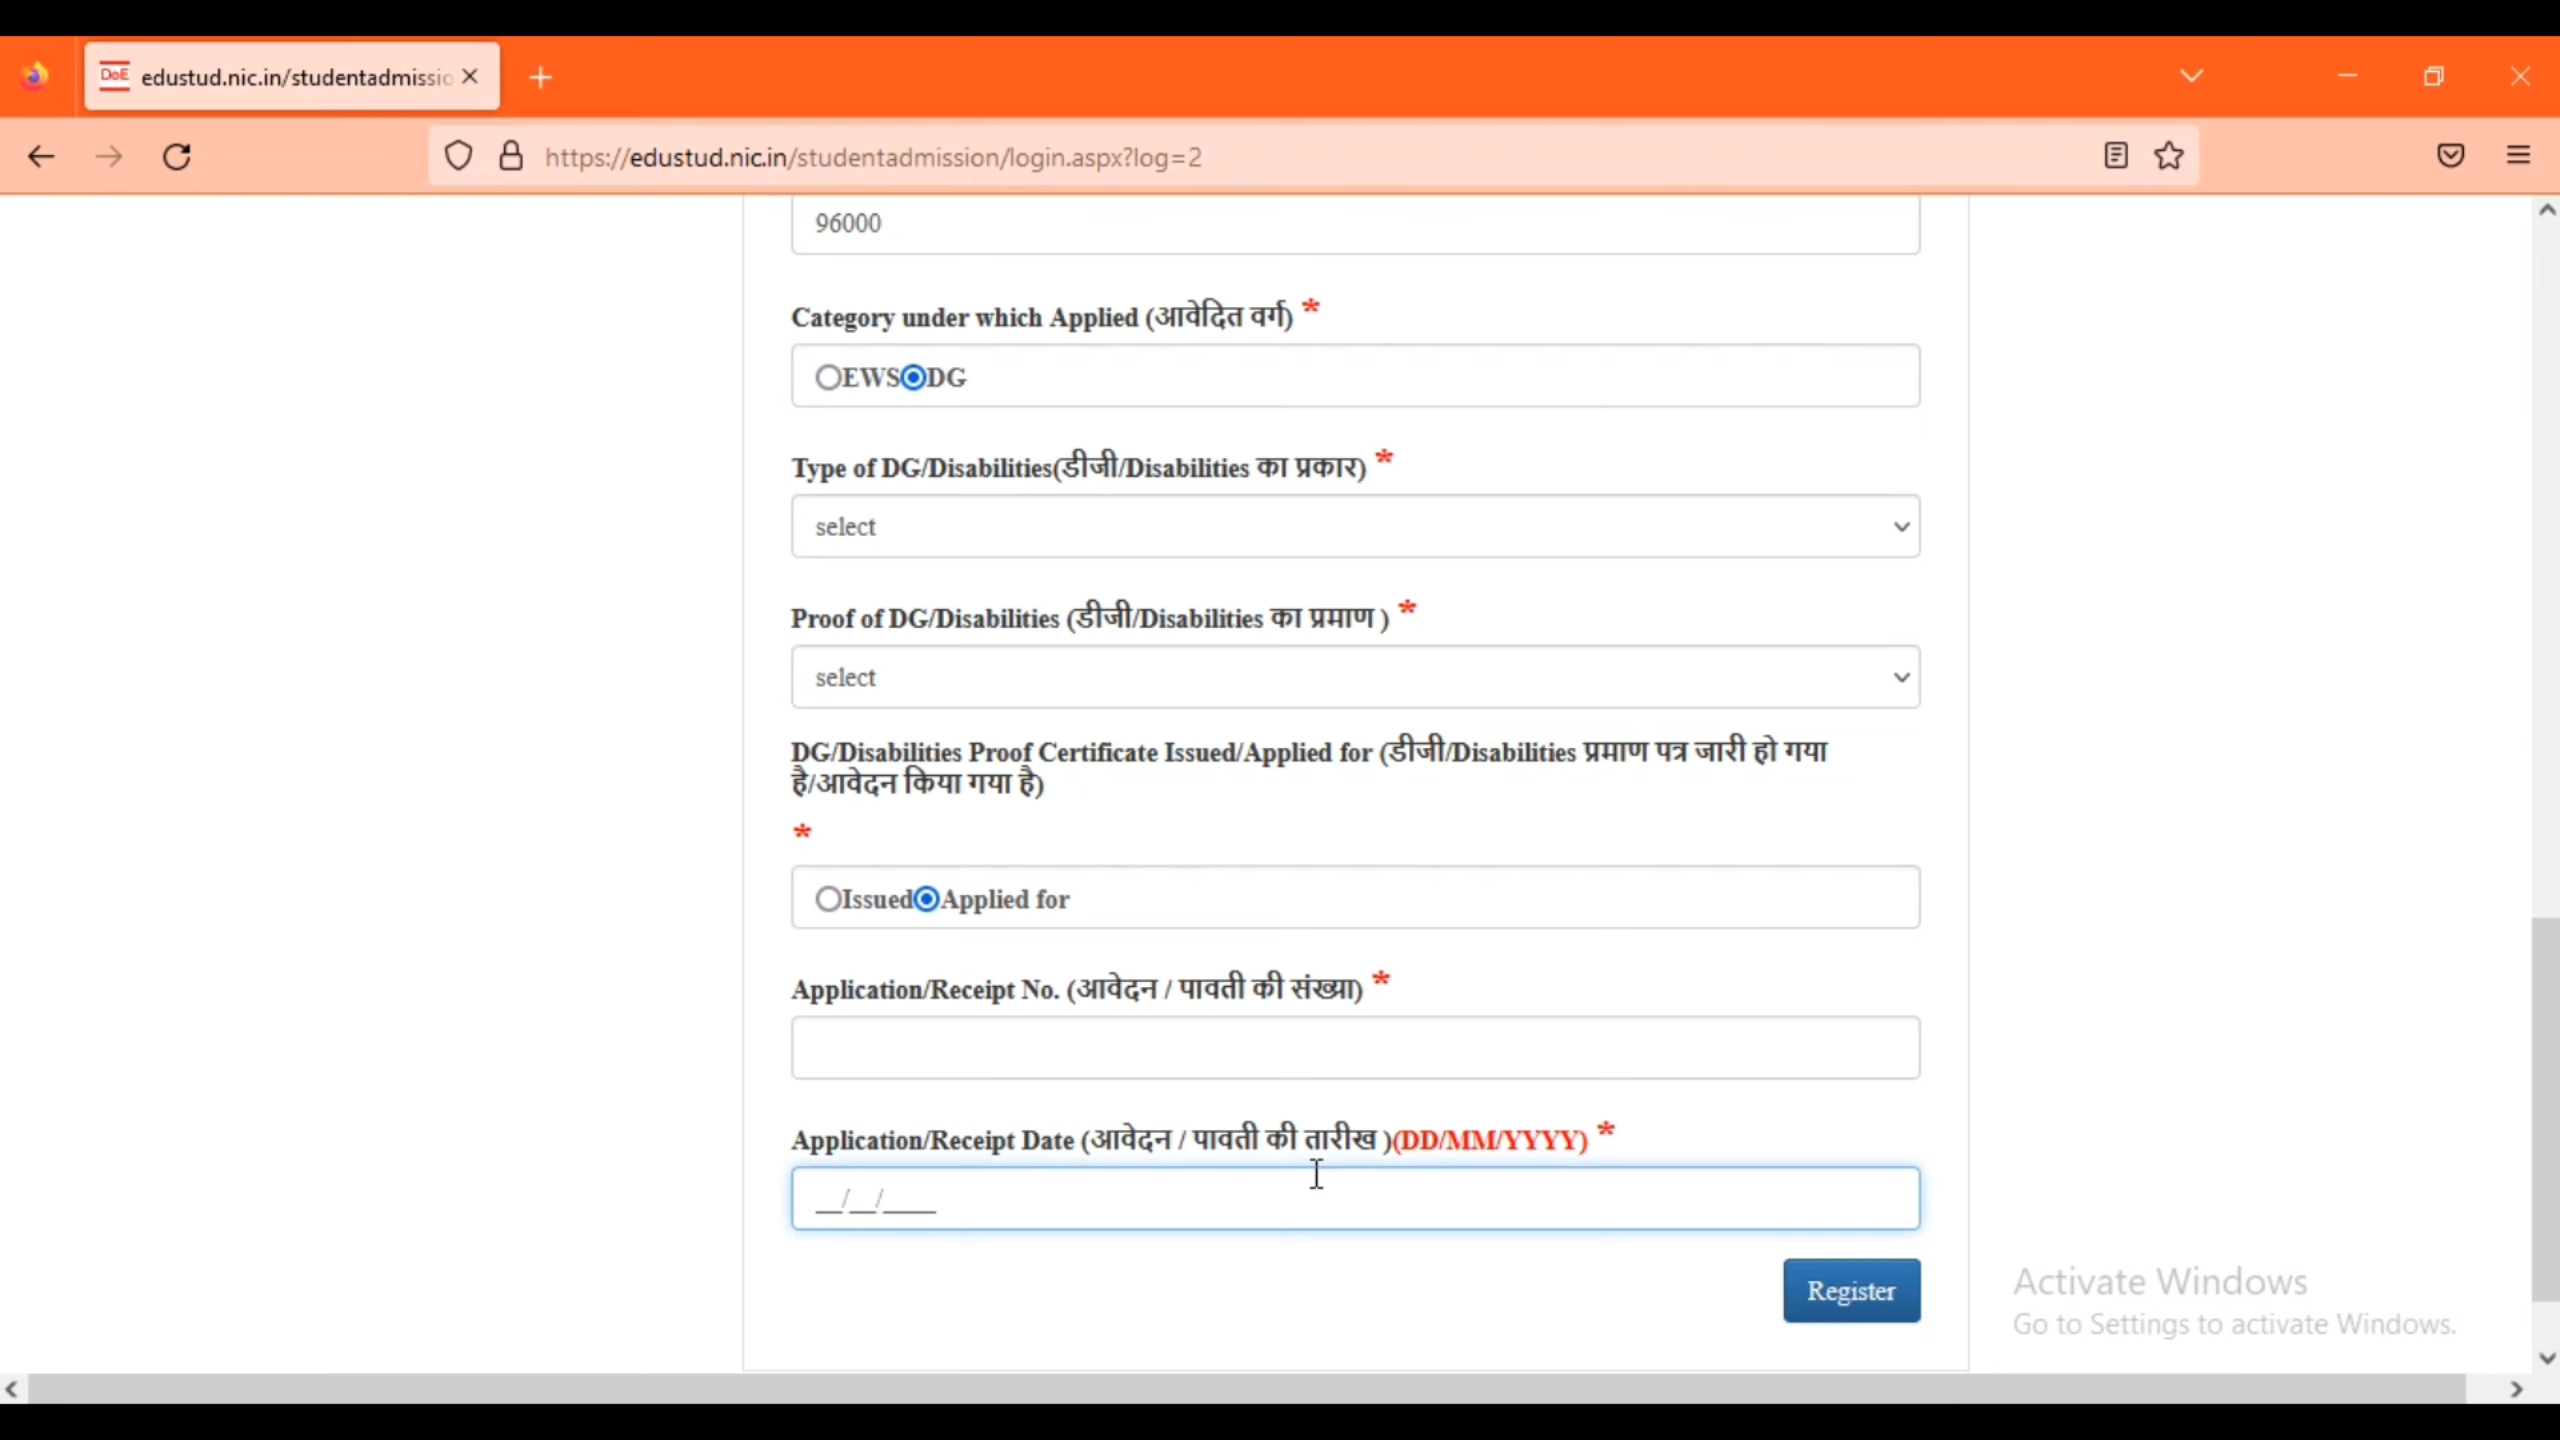 DoE edustud.nic.in/studentadmissio
https://edustud.nic.in/studentadmission/login.aspx?log=2
96000
Category under which Applied (आवेदित वर्ग) *
EWS DG
Type of DG/Disabilities(डीजी/Disabilities का प्रकार) *
select
Proof of DG/Disabilities (डीजी/Disabilities का प्रमाण ) *
select
DG/Disabilities Proof Certificate Issued/Applied for (डीजी/Disabilities प्रमाण पत्र जारी हो गया
है/आवेदन किया गया है)
*
Issued Applied for
Application/Receipt No. (आवेदन / पावती की संख्या) *
Application/Receipt Date (आवेदन / पावती की तारीख )(DD/MM/YYYY) *
__/__/____
Register
Activate Windows
Go to Settings to activate Windows.